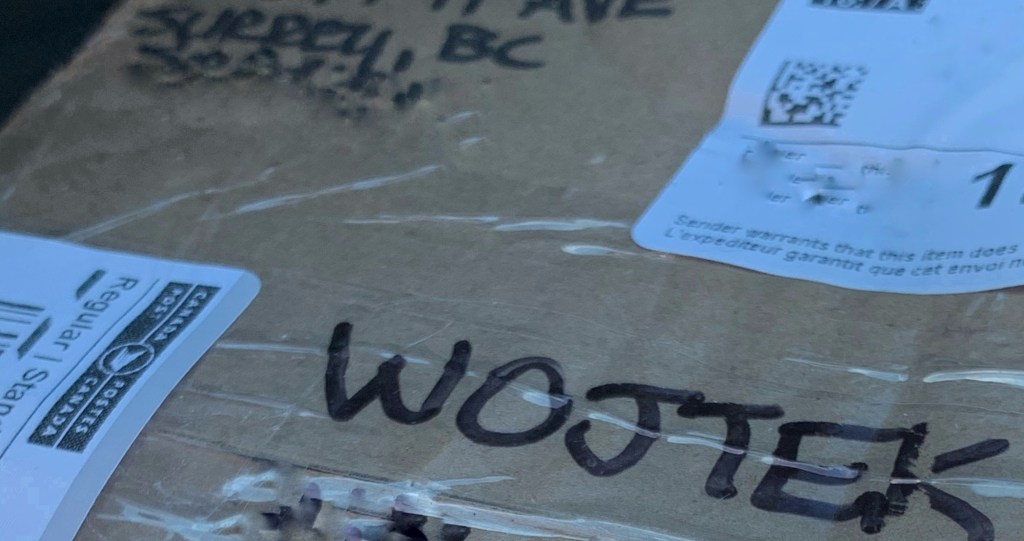 AVE
SURREY, BC
Sender warrants that this item does
L'expéditeur garantit que cet envoi n
Regular | Stan
CANADA POST
POSTES CANADA
WOJTEK